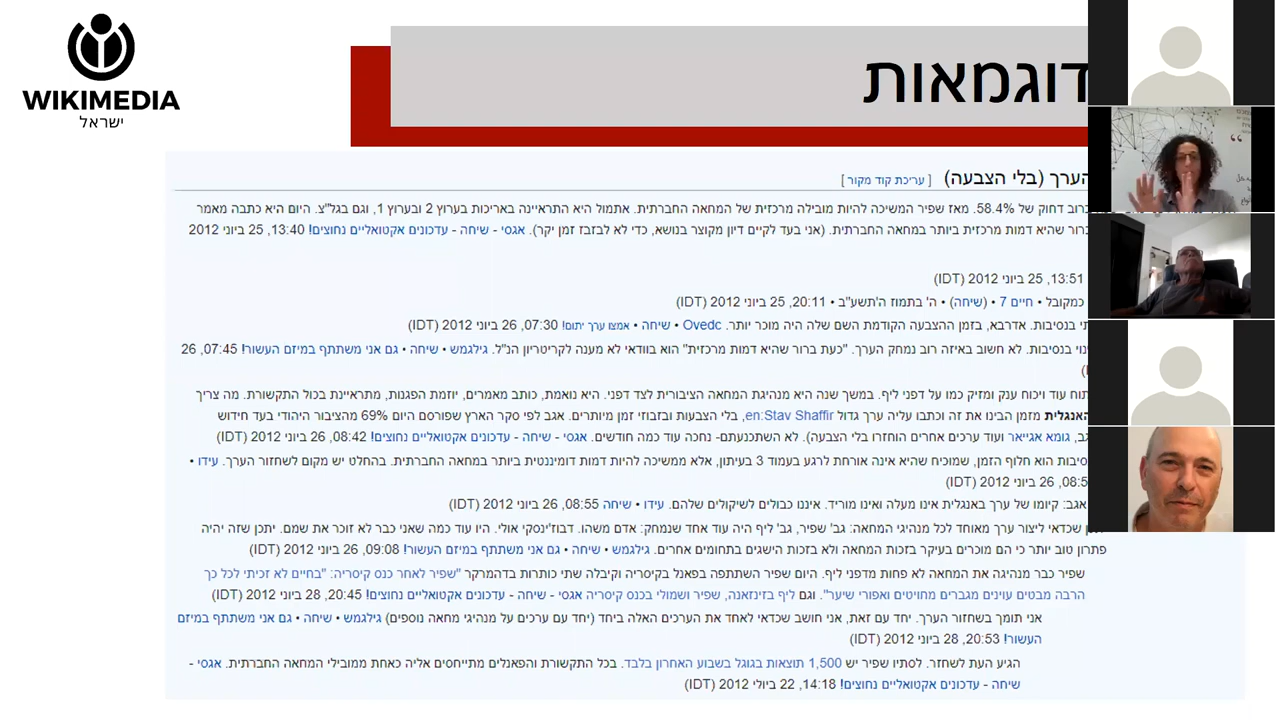 WIKIMEDIA
ישראל
דוגמאות
הערך (בלי הצבעה) [ עריכת קוד מקור ]
ברוב דחוק של 58.4%. מאז שפיר המשיכה להיות מובילה מרכזית של המחאה החברתית. אתמול היא התראיינה באריכות בערוץ 2 ובערוץ 1, וגם בגל"צ. היום היא כתבה מאמר
ברור שהיא דמות מרכזית ביותר במחאה החברתית. (אני בעד לקיים דיון מקוצר בנושא, כדי לא לבזבז זמן יקר). אגסי - שיחה - עדכונים אקטואליים נחוצים! 13:40, 25 ביוני 2012
13:51, 25 ביוני 2012 (IDT)
כמקובל • חיים 7 • (שיחה) • ה' בתמוז ה'תשע"ב • 20:11, 25 ביוני 2012 (IDT)
בנסיבות. אדרבא, בזמן ההצבעה הקודמת השם שלה היה מוכר יותר. Ovedc • שיחה • אמצו ערך יתום! 07:30, 26 ביוני 2012 (IDT)
בנסיבות. לא חשוב באיזה רוב נמחק הערך. "כעת ברור שהיא דמות מרכזית" הוא בוודאי לא מענה לקריטריון הנ"ל. גילגמש • שיחה • גם אני משתתף במיזם העשור! 07:45, 26
עוד ויכוח ענק ומזיק כמו על דפני ליף. במשך שנה היא מנהיגת המחאה הציבורית לצד דפני. היא נואמת, כותב מאמרים, יוזמת הפגנות, מתראיינת בכול התקשורת. מה צריך
האנגלית מזמן הבינו את זה וכתבו עליה ערך גדול en:Stav Shaffir, בלי הצבעות ובזבוזי זמן מיותרים. אגב לפי סקר הארץ שפורסם היום 69% מהציבור היהודי בעד חידוש
גומא אגייאר ועוד ערכים אחרים הוחזרו בלי הצבעה). לא השתכנעתם- נחכה עוד כמה חודשים. אגסי - שיחה - עדכונים אקטואליים נחוצים! 08:42, 26 ביוני 2012 (IDT)
הוא חלוף הזמן, שמוכיח שהיא אינה אורחת לרגע בעמוד 3 בעיתון, אלא ממשיכה להיות דמות דומיננטית ביותר במחאה החברתית. בהחלט יש מקום לשחזור הערך. עידו •
26 ביוני 2012 (IDT)
אגב: קיומו של ערך באנגלית אינו מעלה ואינו מוריד. איננו כבולים לשיקולים שלהם. עידו • שיחה 08:55, 26 ביוני 2012 (IDT)
שכדאי ליצור ערך מאוחד לכל מנהיגי המחאה: גב' שפיר, גב' ליף היה עוד אחד שנמחק: אדם משהו. דבוז'ינסקי אולי. היו עוד כמה שאני כבר לא זוכר את שמם. יתכן שזה יהיה
פתרון טוב יותר כי הם מוכרים בעיקר בזכות המחאה ולא בזכות הישגים בתחומים אחרים. גילגמש • שיחה • גם אני משתתף במיזם העשור! 09:08, 26 ביוני 2012 (IDT)
שפיר כבר מנהיגה את המחאה לא פחות מדפני ליף. היום שפיר השתתפה בפאנל בקיסריה וקיבלה שתי כותרות בדהמרקר "שפיר לאחר כנס קיסריה: "בחיים לא זכיתי לכל כך
הרבה מבטים עוינים מגברים מחויטים ואפורי שיער". וגם ליף בזינזאנה, שפיר ושמולי בכנס קיסריה אגסי - שיחה - עדכונים אקטואליים נחוצים! 20:45, 28 ביוני 2012 (IDT)
אני תומך בשחזור הערך. יחד עם זאת, אני חושב שכדאי לאחד את הערכים האלה ביחד (יחד עם ערכים על מנהיגי מחאה נוספים) גילגמש • שיחה • גם אני משתתף במיזם
העשור! 20:53, 28 ביוני 2012 (IDT)
הגיע העת לשחזר. לסתיו שפיר יש 1,500 תוצאות בגוגל בשבוע האחרון בלבד. בכל התקשורת והפאנלים מתייחסים אליה כאחת ממובילי המחאה החברתית. אגסי -
שיחה - עדכונים אקטואליים נחוצים! 14:18, 22 ביולי 2012 (IDT)